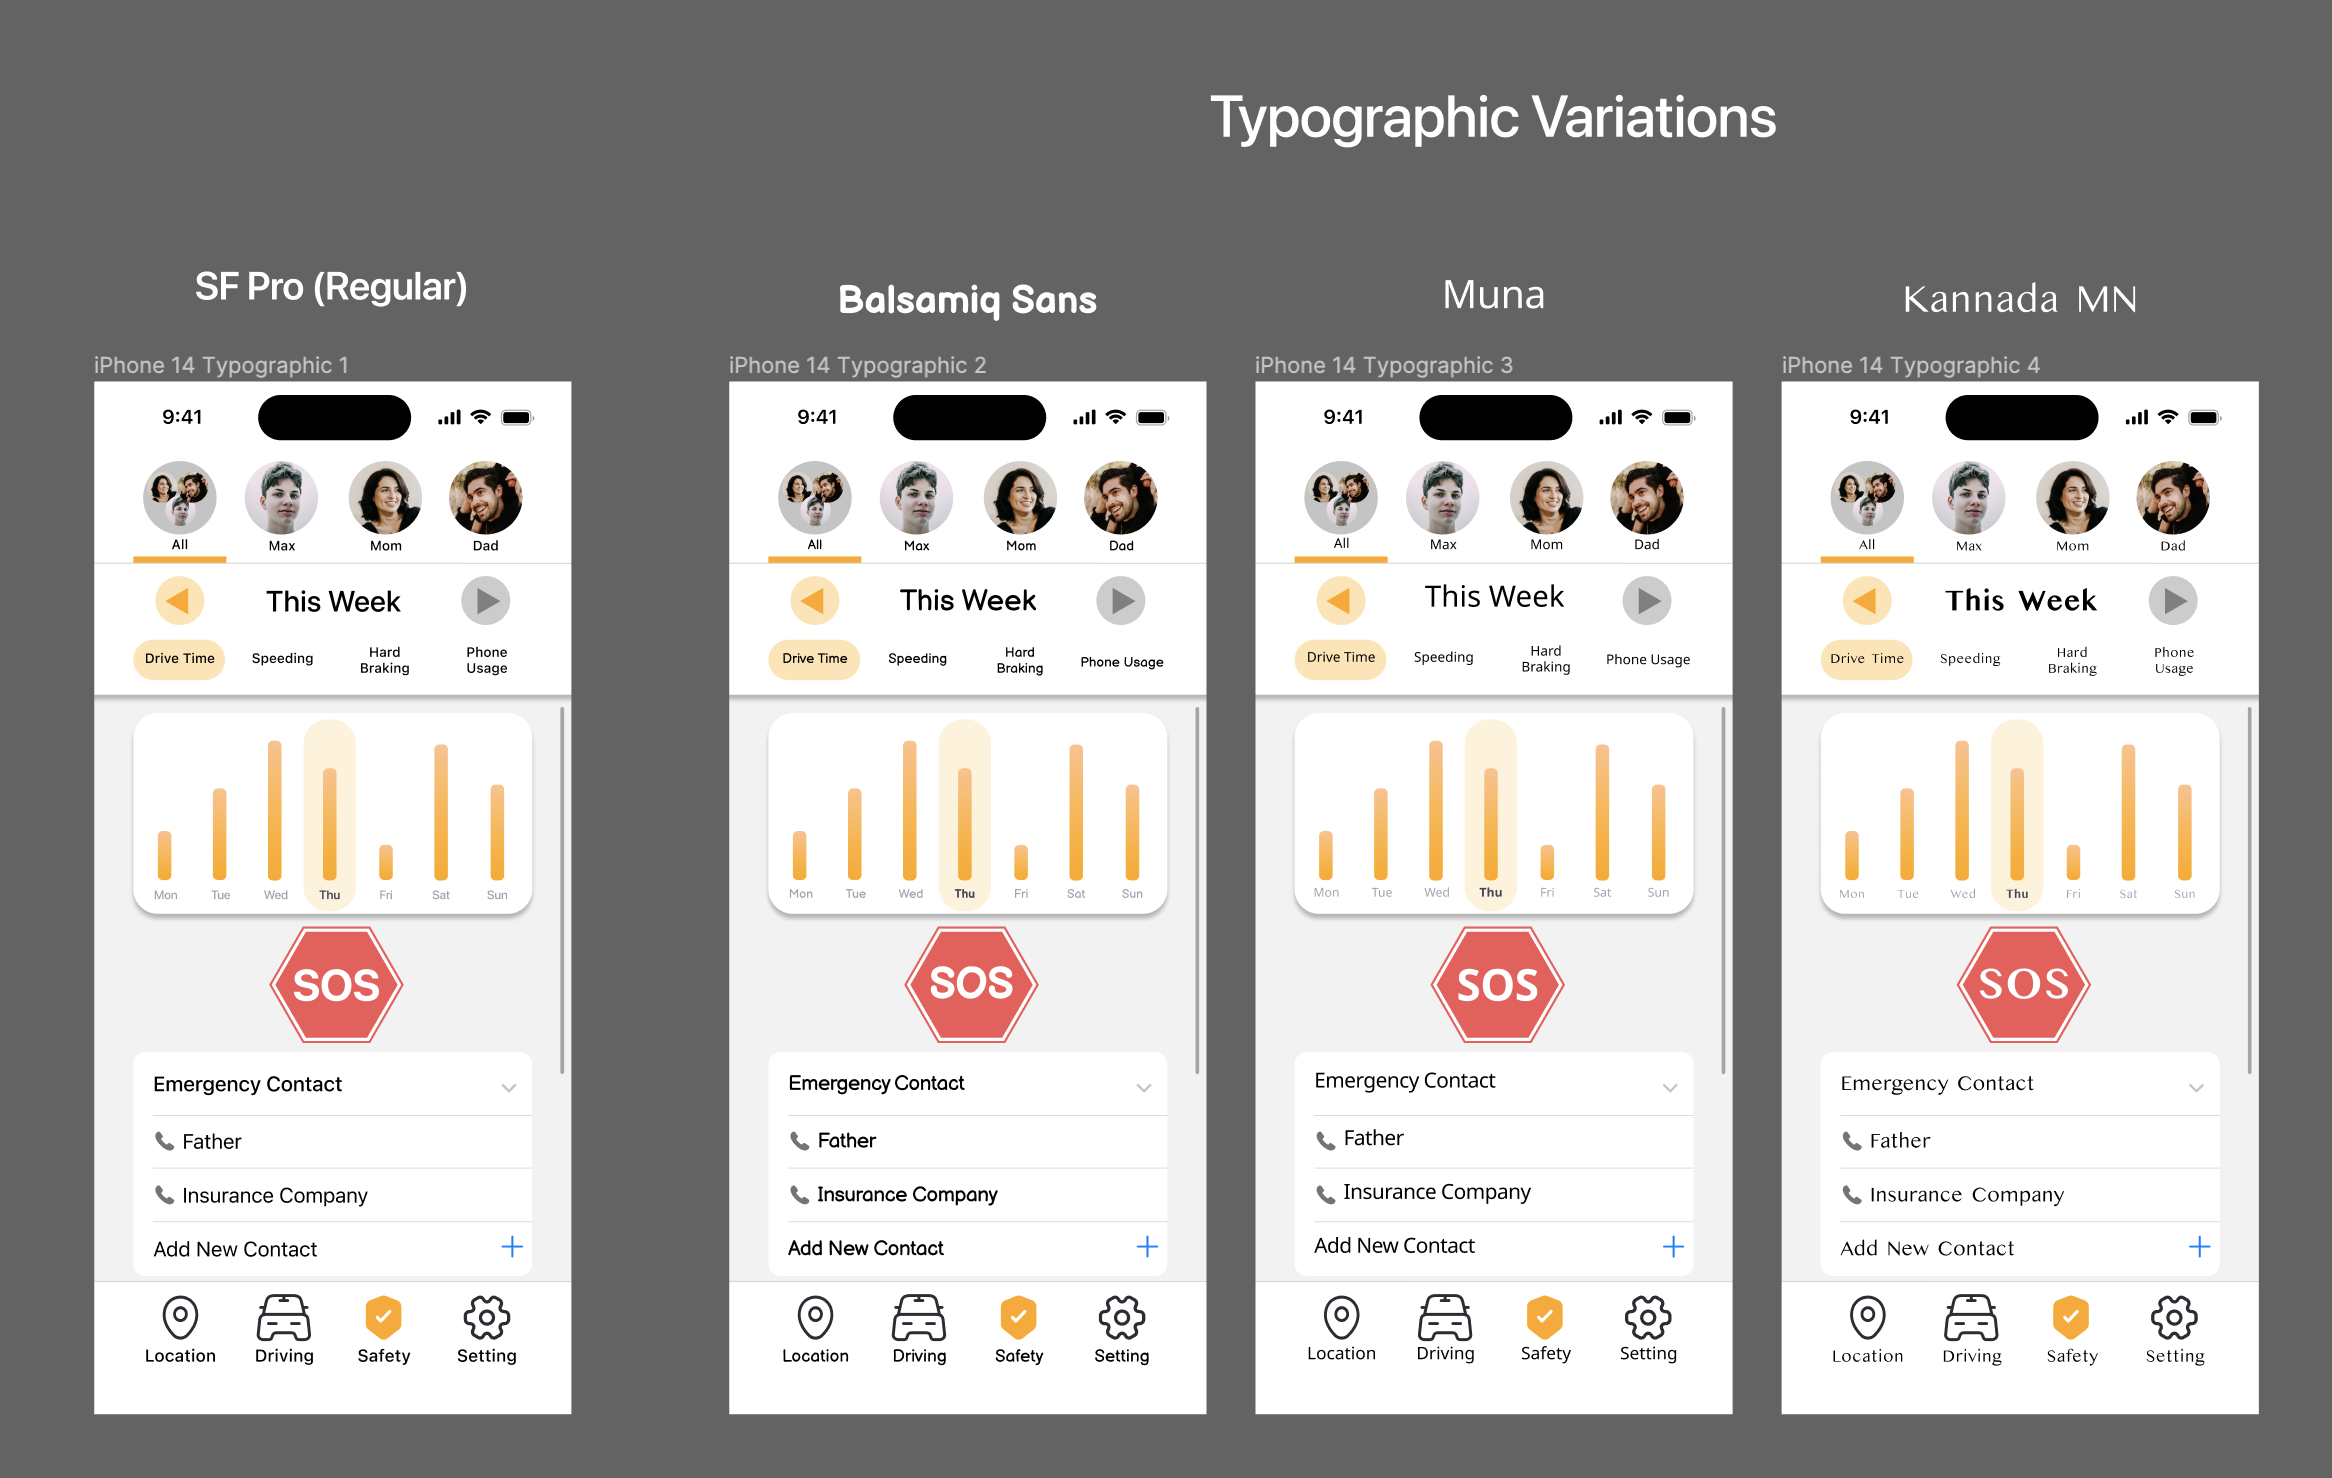 Typographic Variations
SF Pro (Regular)
iPhone 14 Typographic 1
9:41
All Max Mom Dad
This Week
Drive Time Speeding Hard Braking Phone Usage
Mon Tue Wed Thu Fri Sat Sun
SOS
Emergency Contact
Father
Insurance Company
Add New Contact
Location Driving Safety Setting
Balsamiq Sans
iPhone 14 Typographic 2
9:41
All Max Mom Dad
This Week
Drive Time Speeding Hard Braking Phone Usage
Mon Tue Wed Thu Fri Sat Sun
SOS
Emergency Contact
Father
Insurance Company
Add New Contact
Location Driving Safety Setting
Muna
iPhone 14 Typographic 3
9:41
All Max Mom Dad
This Week
Drive Time Speeding Hard Braking Phone Usage
Mon Tue Wed Thu Fri Sat Sun
SOS
Emergency Contact
Father
Insurance Company
Add New Contact
Location Driving Safety Setting
Kannada MN
iPhone 14 Typographic 4
9:41
All Max Mom Dad
This Week
Drive Time Speeding Hard Braking Phone Usage
Mon Tue Wed Thu Fri Sat Sun
SOS
Emergency Contact
Father
Insurance Company
Add New Contact
Location Driving Safety Setting